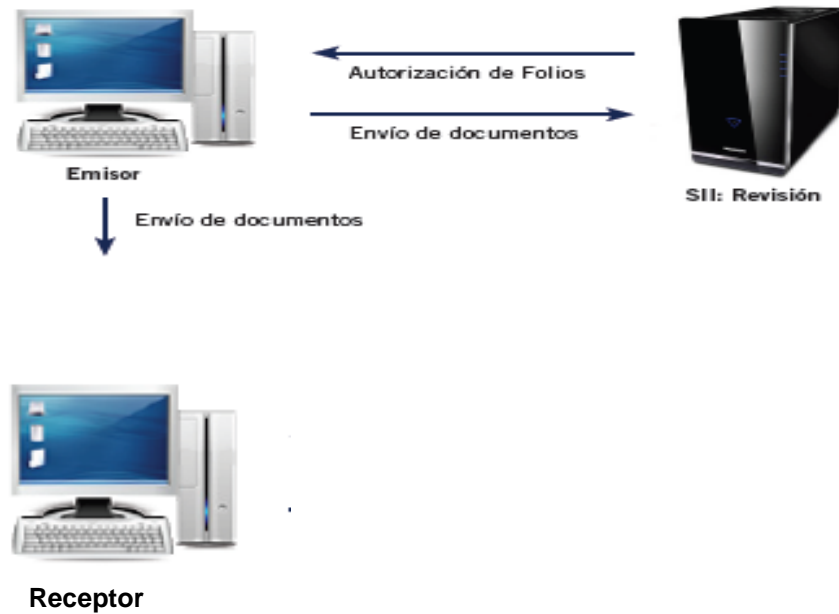 Autorización de Folios
Envío de documentos
Emisor
SII: Revisión
Envío de documentos
Receptor